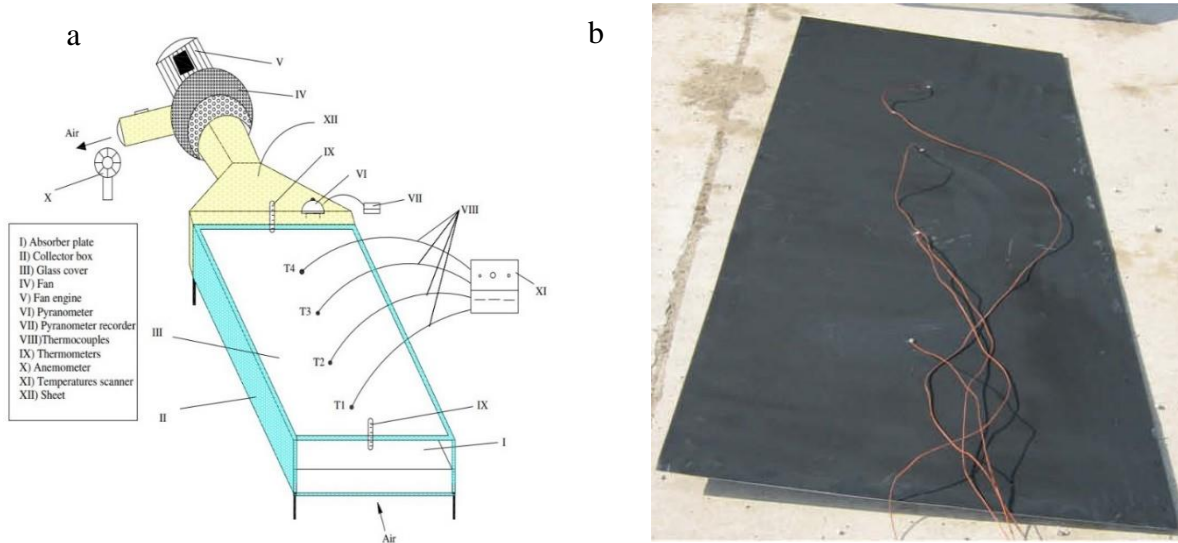 a
b
V
IV
XII
Air
IX
VI
X
VII
VIII
I) Absorber plate
II) Collector box
III) Glass cover
IV) Fan
V) Fan engine
VI) Pyranometer
VII) Pyranometer recorder
VIII)Thermocouples
IX) Thermometers
X) Anemometer
XI) Temperatures scanner
XII) Sheet
T4
XI
T3
III
T2
T1
IX
II
I
Air